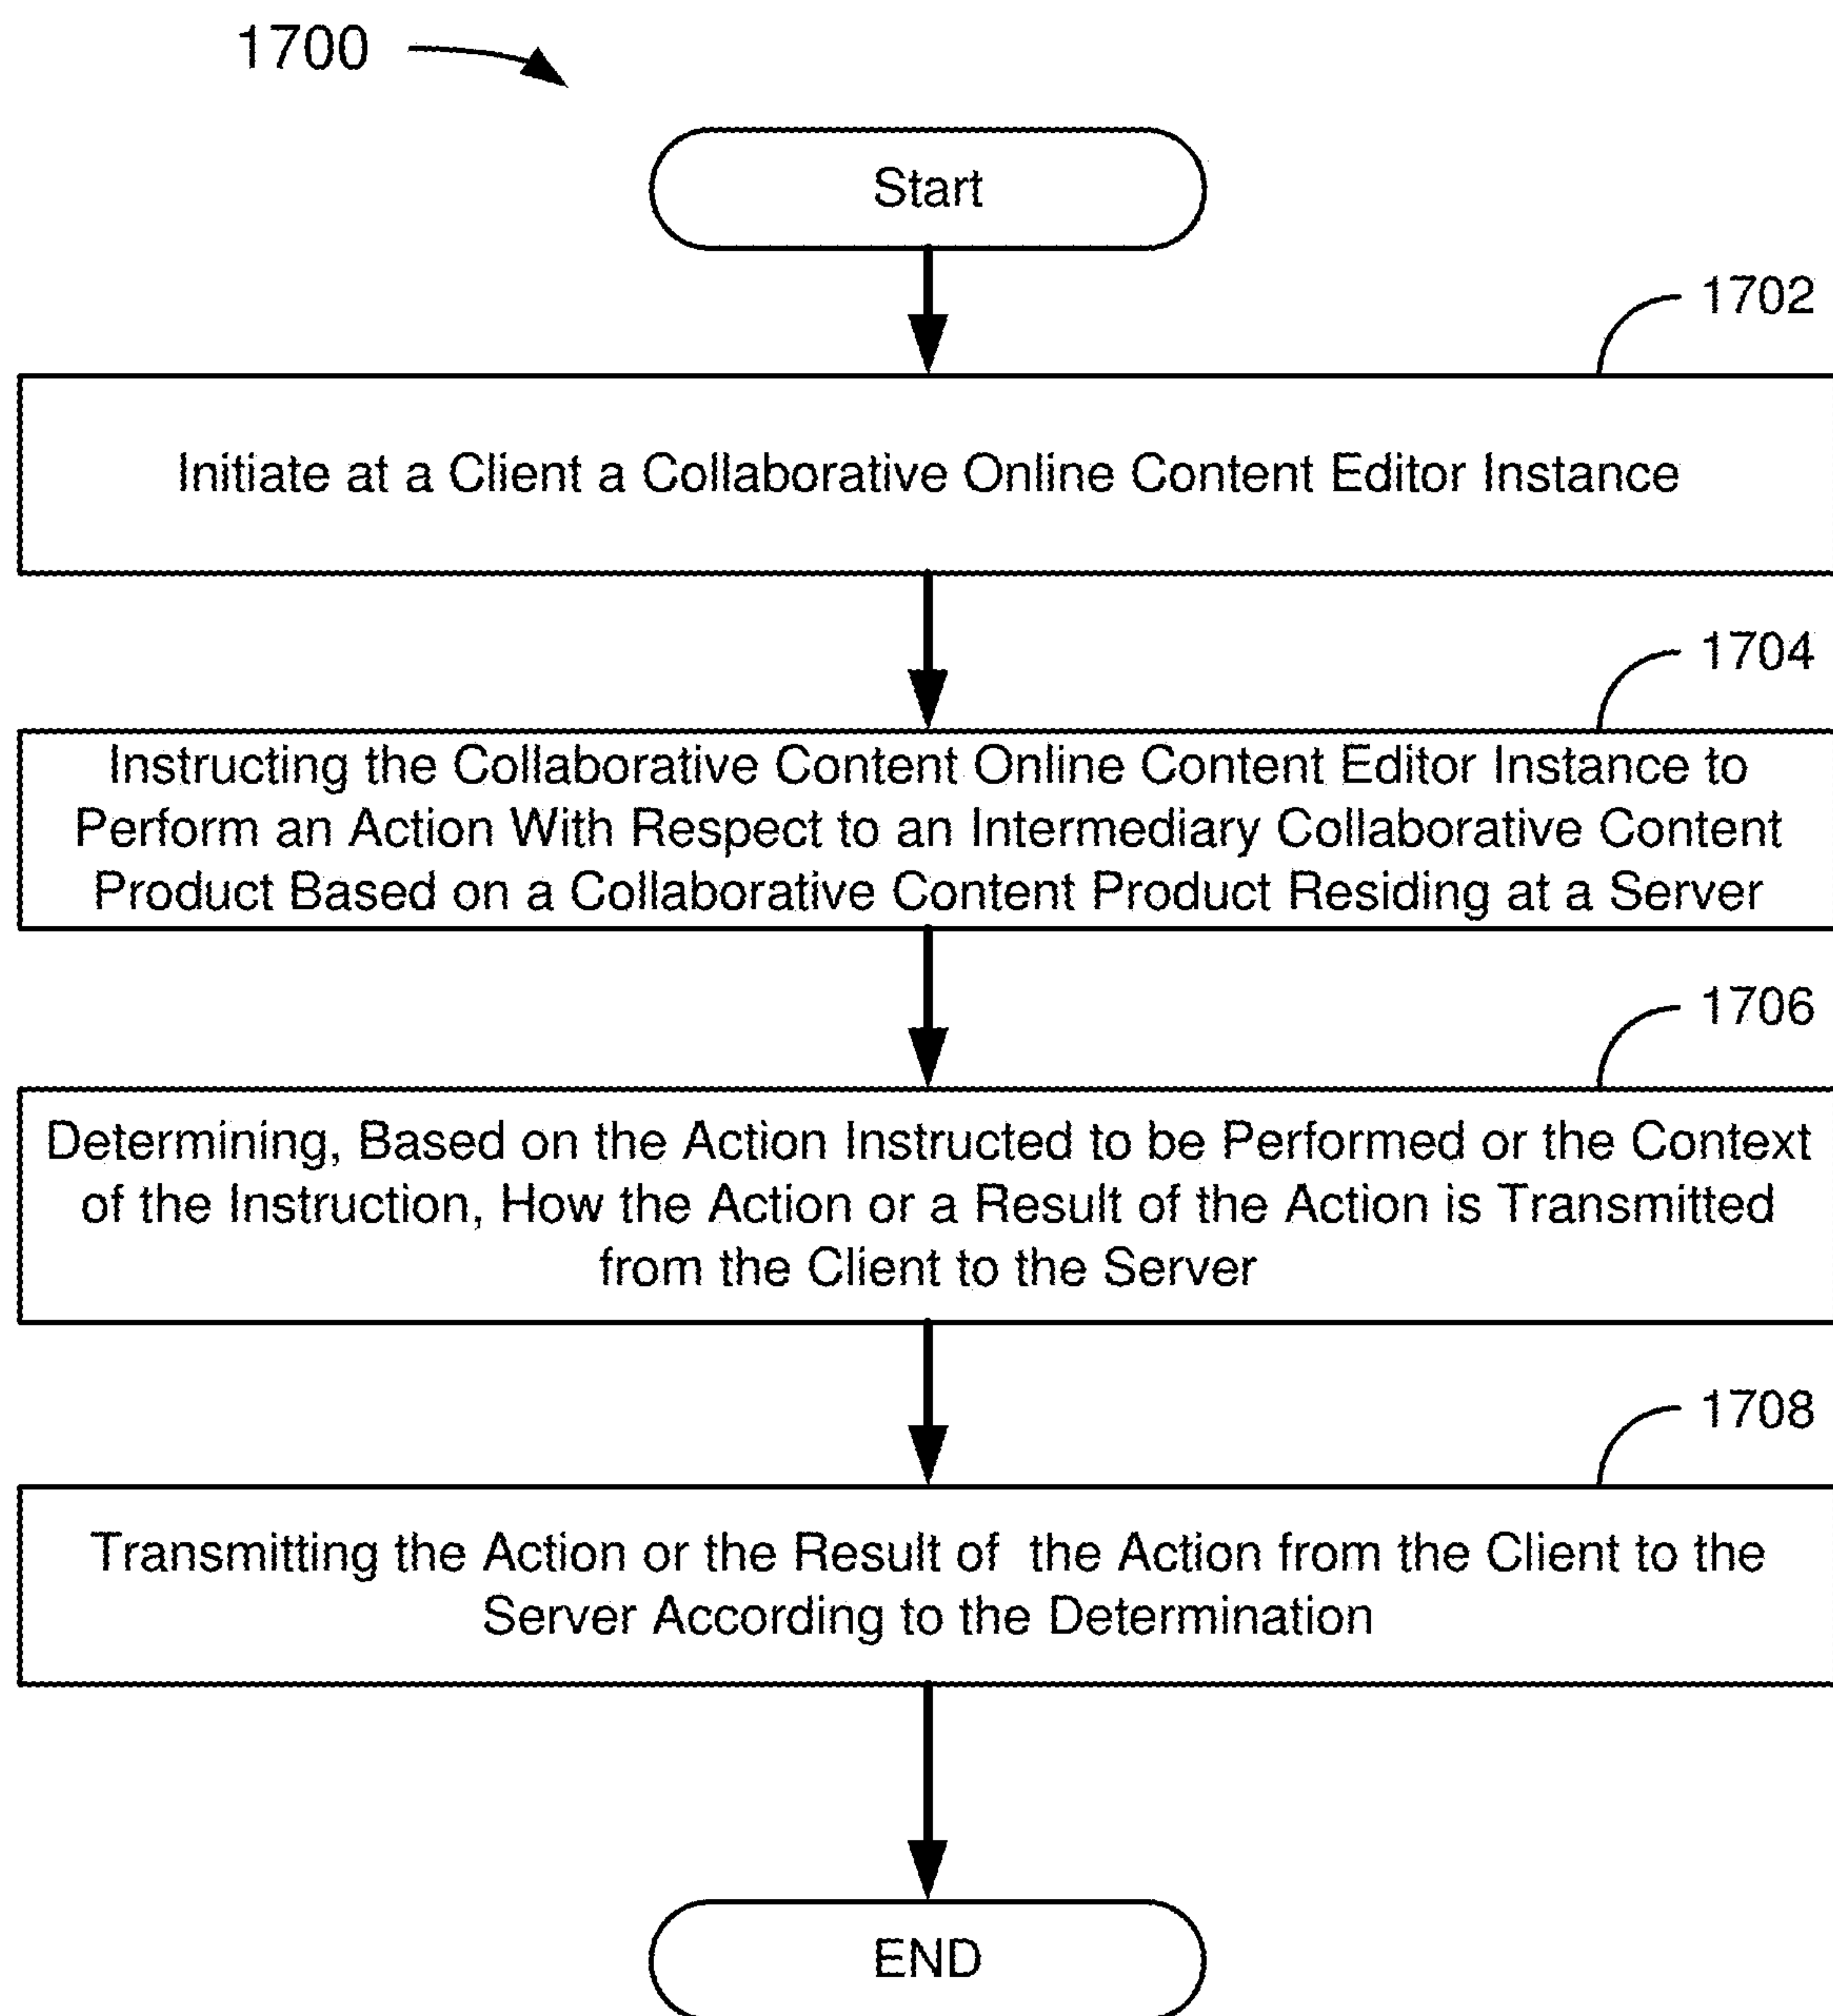 1700
Start
1702
Initiate at a Client a Collaborative Online Content Editor Instance
1704
Instructing the Collaborative Content Online Content Editor Instance to
Perform an Action With Respect to an Intermediary Collaborative Content
Product Based on a Collaborative Content Product Residing at a Server
1706
Determining, Based on the Action Instructed to be Performed or the Context
of the Instruction, How the Action or a Result of the Action is Transmitted
from the Client to the Server
1708
Transmitting the Action or the Result of the Action from the Client to the
Server According to the Determination
END